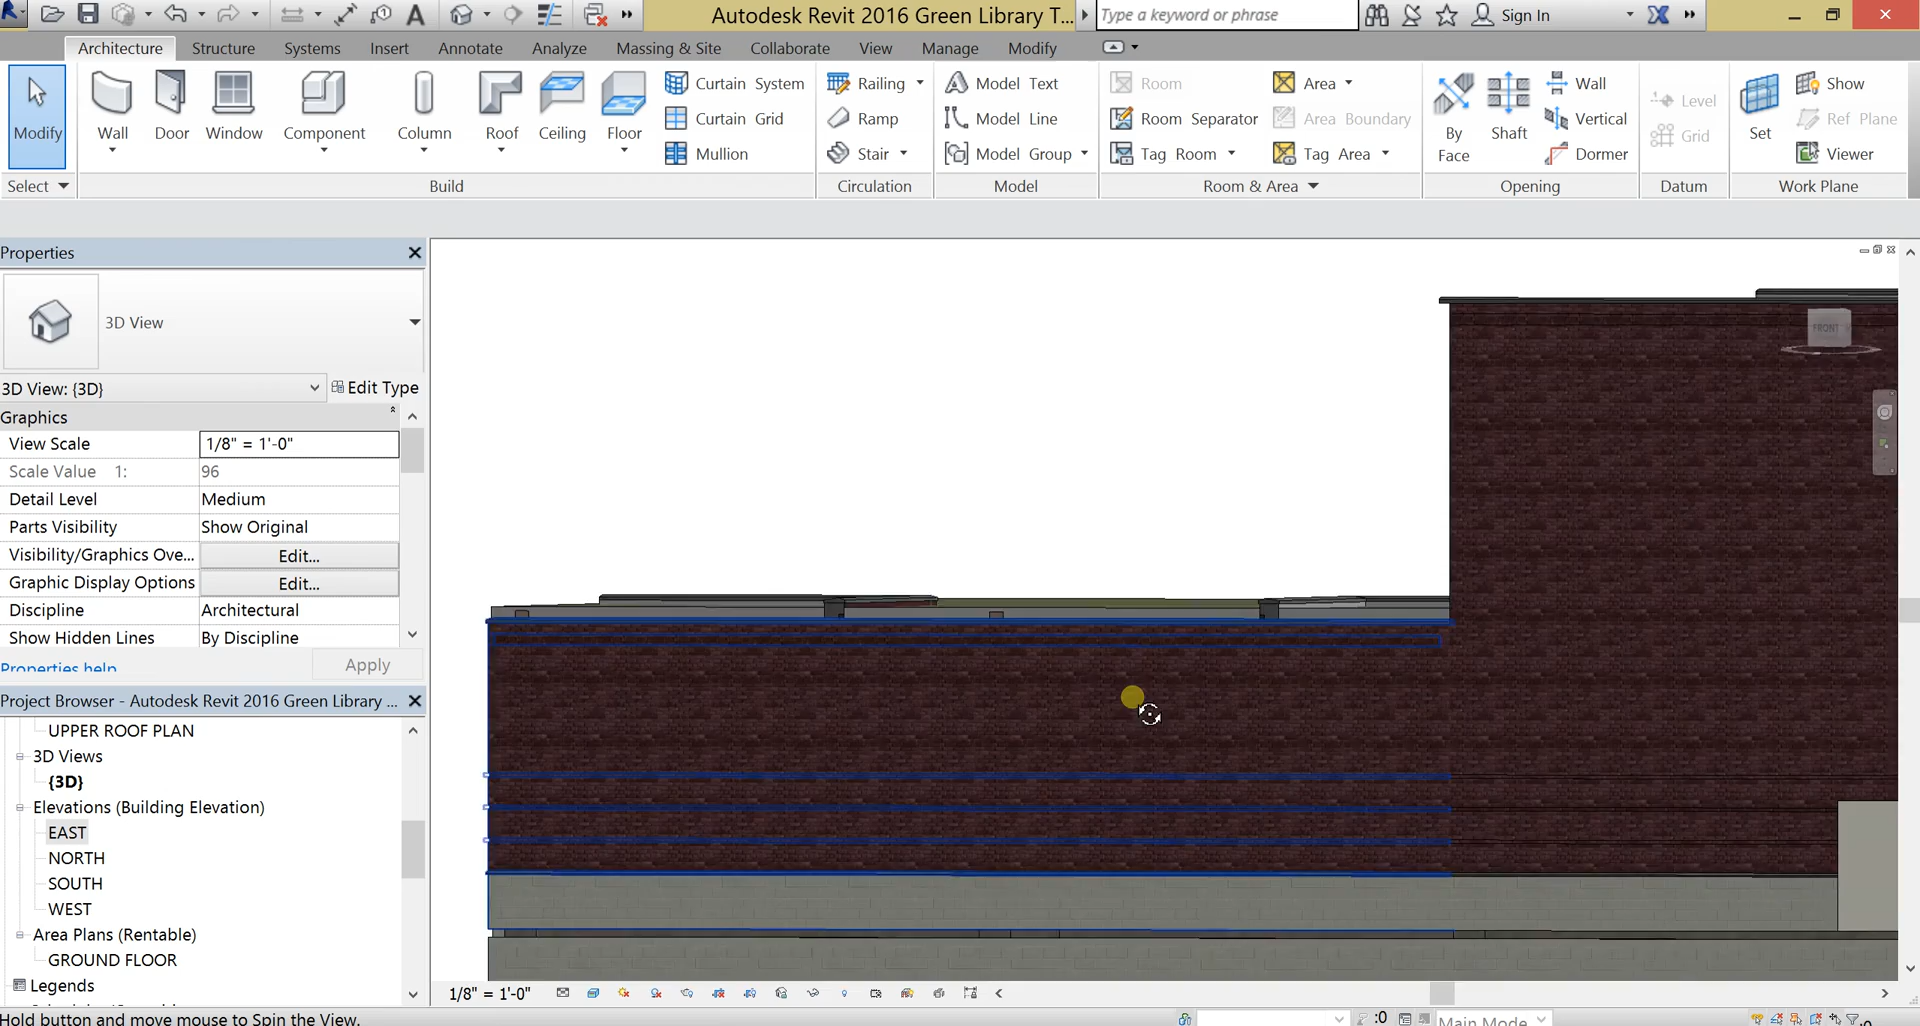 Autodesk Revit 2016 Green Library T...
Type a keyword or phrase
Sign In
Architecture Structure Systems Insert Annotate Analyze Massing & Site Collaborate View Manage Modify
Modify
Wall
Door
Window
Component
Column
Roof
Ceiling
Floor
Curtain System
Curtain Grid
Mullion
Railing
Ramp
Stair
Model Text
Model Line
Model Group
Room
Room Separator
Tag Room
Area
Area Boundary
Tag Area
By Face
Shaft
Wall
Vertical
Dormer
Level
Grid
Set
Show
Ref Plane
Viewer
Select
Build
Circulation
Model
Room & Area
Opening
Datum
Work Plane
Properties
3D View
3D View: {3D}
Edit Type
Graphics
View Scale 1/8" = 1'-0"
Scale Value 1: 96
Detail Level Medium
Parts Visibility Show Original
Visibility/Graphics Ove... Edit...
Graphic Display Options Edit...
Discipline Architectural
Show Hidden Lines By Discipline
Properties help Apply
Project Browser - Autodesk Revit 2016 Green Library ...
UPPER ROOF PLAN
3D Views
{3D}
Elevations (Building Elevation)
EAST
NORTH
SOUTH
WEST
Area Plans (Rentable)
GROUND FLOOR
Legends
FRONT
1/8" = 1'-0"
Hold button and move mouse to Spin the View.
:0
Main Mode
:0